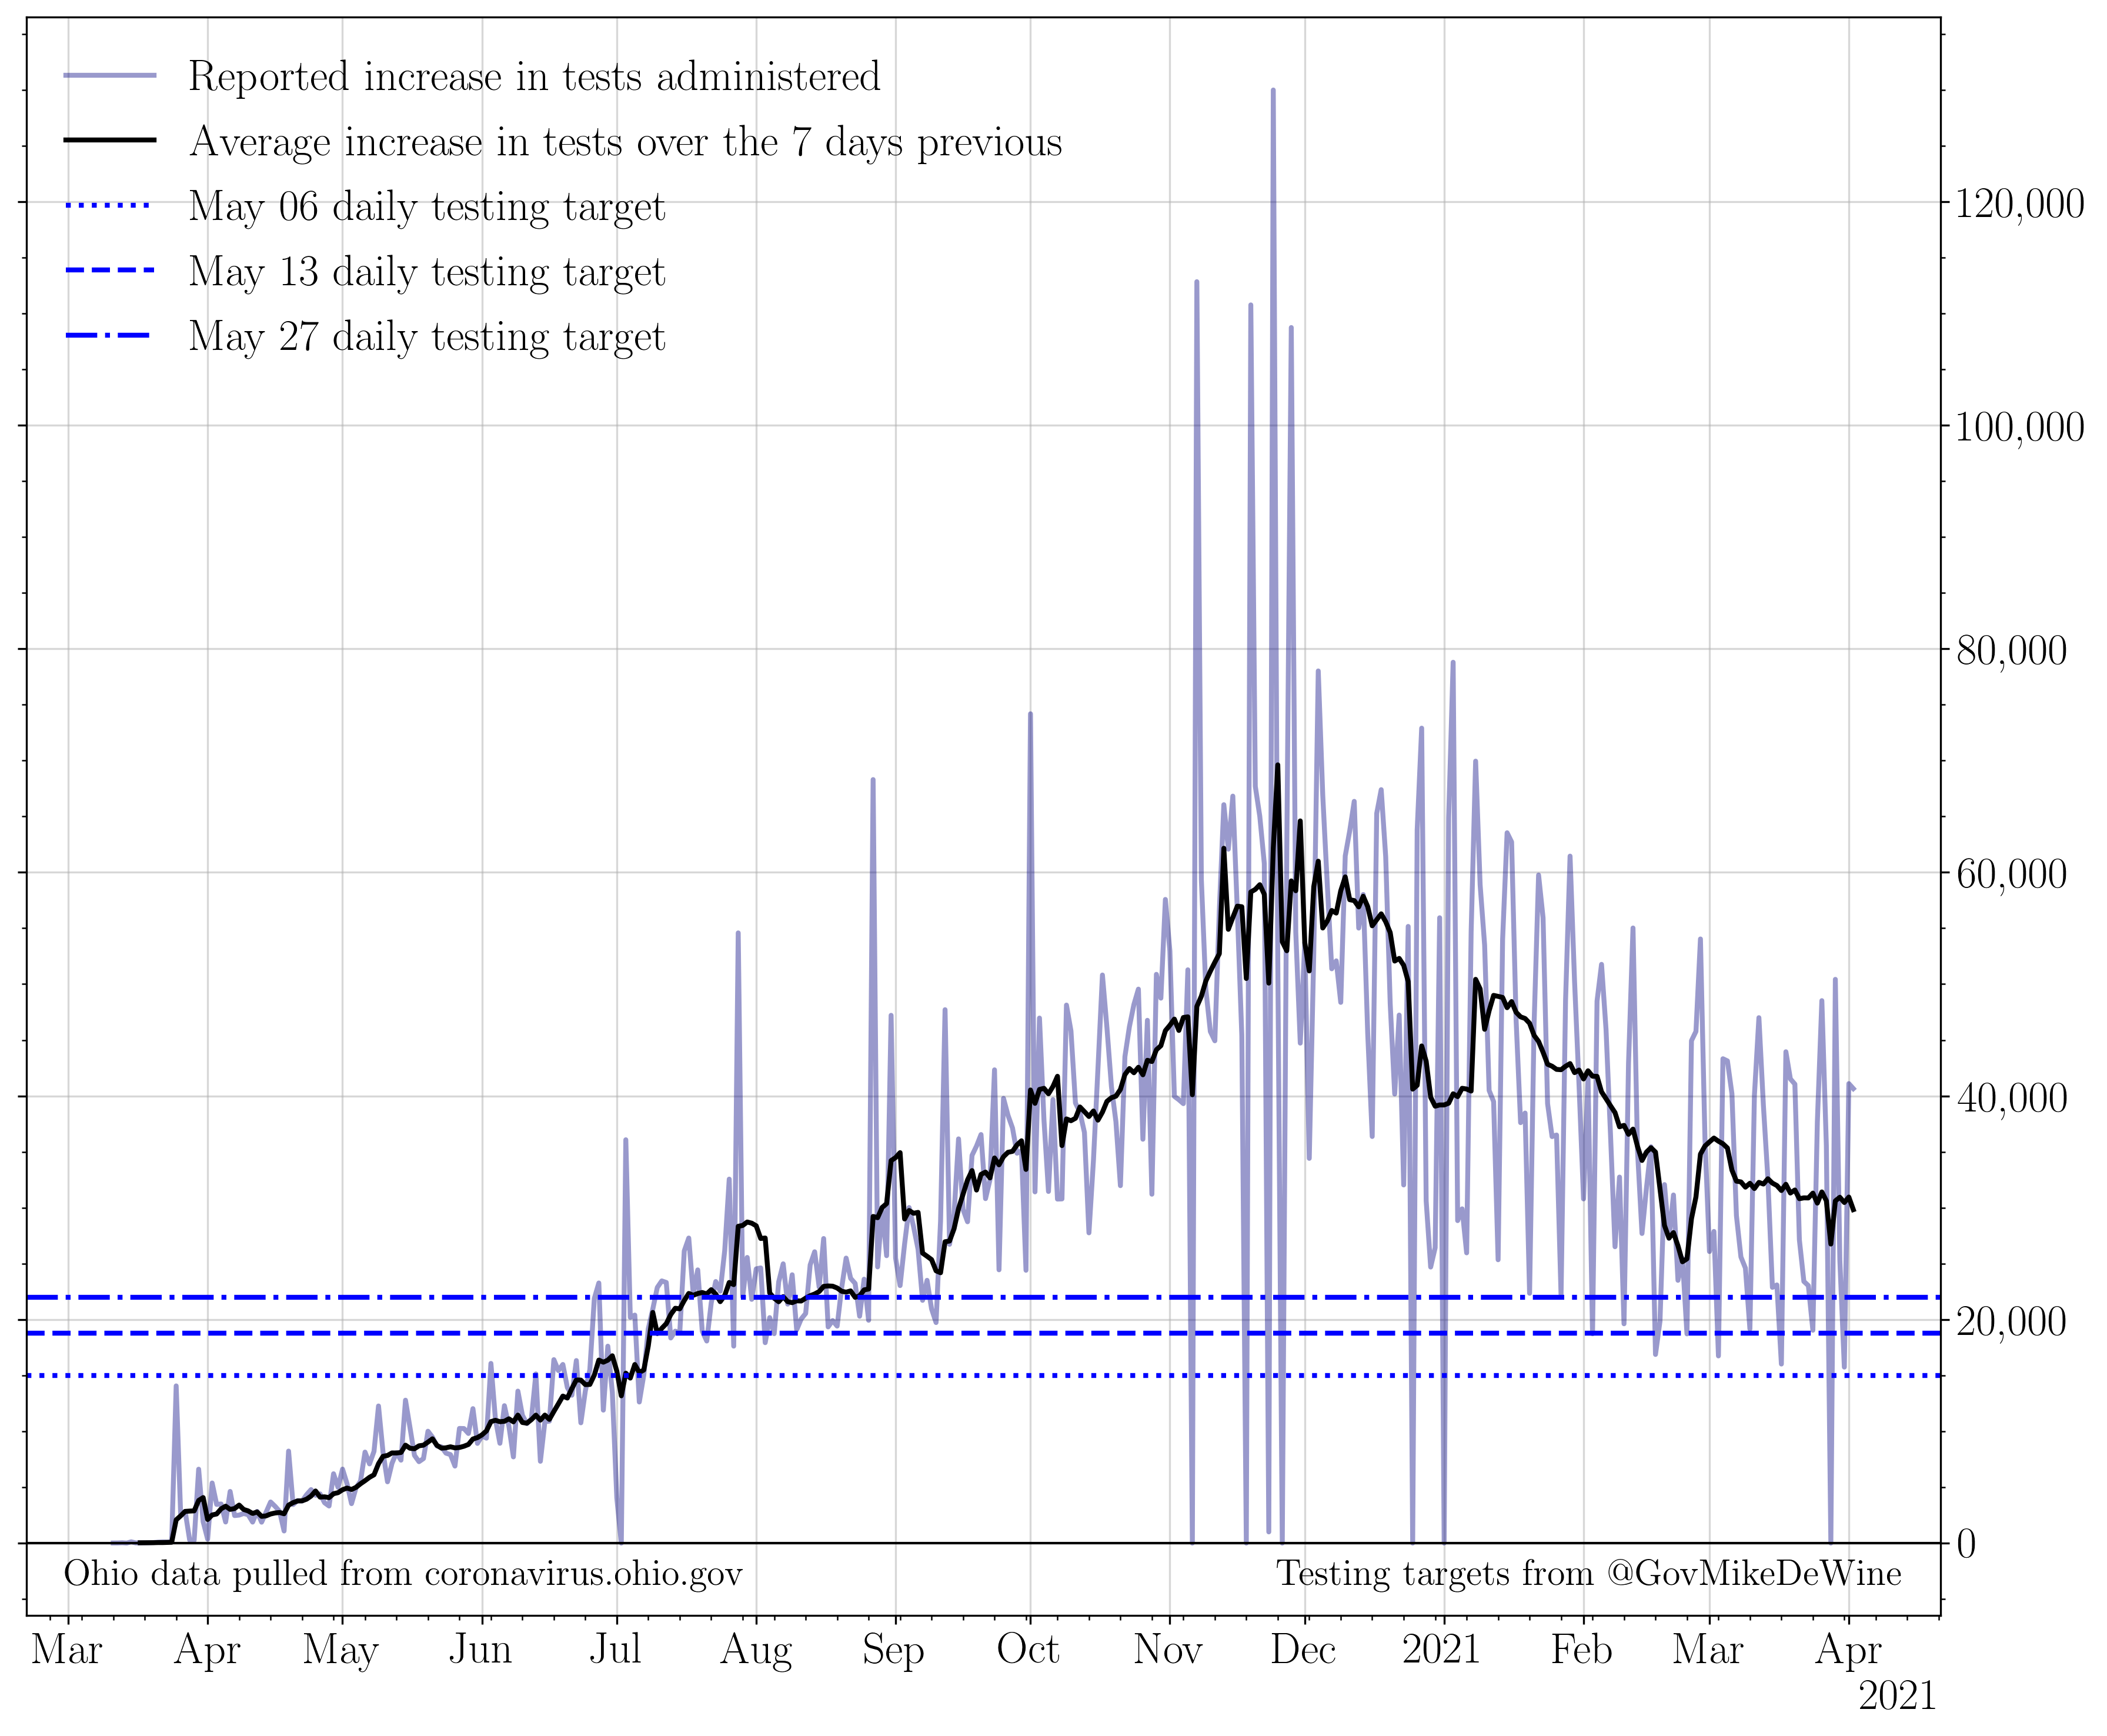 Reported increase in tests administered
Average increase in tests over the 7 days previous
May 06 daily testing target
May 13 daily testing target
May 27 daily testing target
120,000
100,000
80,000
60,000
40,000
20,000
0
Ohio data pulled from coronavirus.ohio.gov
Testing targets from @GovMikeDeWine
Mar Apr May Jun Jul Aug Sep Oct Nov Dec 2021 Feb Mar Apr
2021